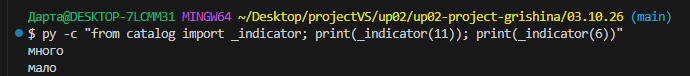 Дарта@DESKTOP-7LCMM31 MINGW64 ~/Desktop/projectVS/up02/up02-project-grishina/03.10.26 (main)
$ py -c "from catalog import _indicator; print(_indicator(11)); print(_indicator(6))"
много
мало